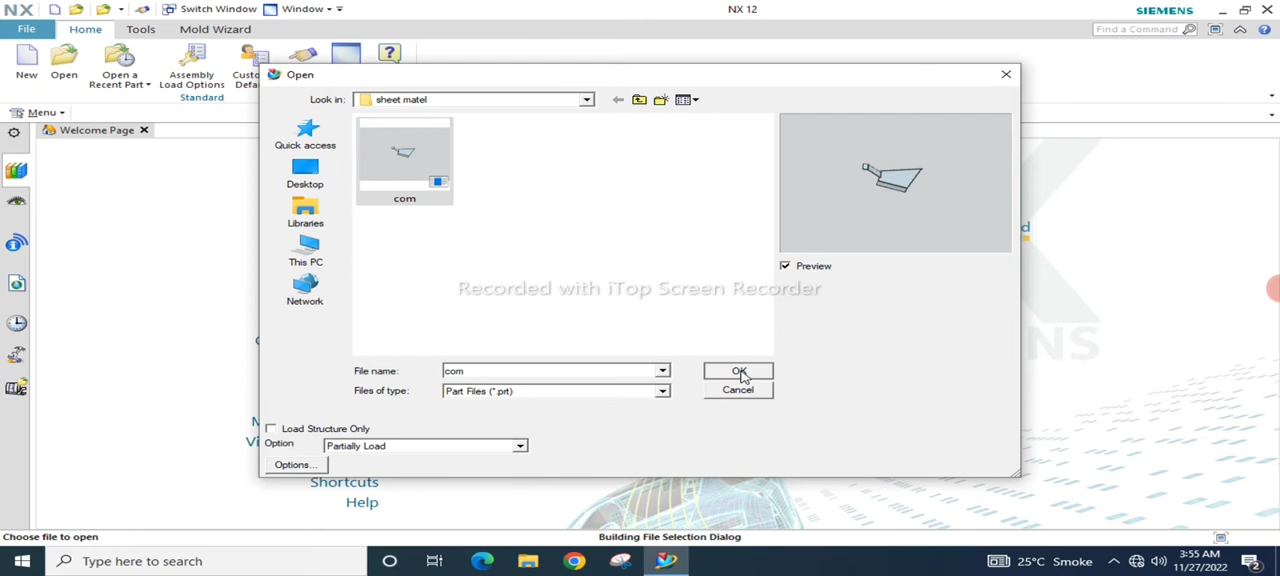 NX Switch Window Window NX 12 SIEMENS
File Home Tools Mold Wizard Find a Command
New Open Open a Recent Part Assembly Load Options
Standard
Menu
Welcome Page
Open
Look in: sheet matel
Quick access
Desktop
Libraries
This PC
Network
com
Preview
Recorded with iTop Screen Recorder
File name: com OK
Files of type: Part Files (*.prt) Cancel
Load Structure Only
Option Partially Load
Options...
Shortcuts
Help
Choose file to open Building File Selection Dialog
Type here to search 25°C Smoke 3:55 AM
11/27/2022 2